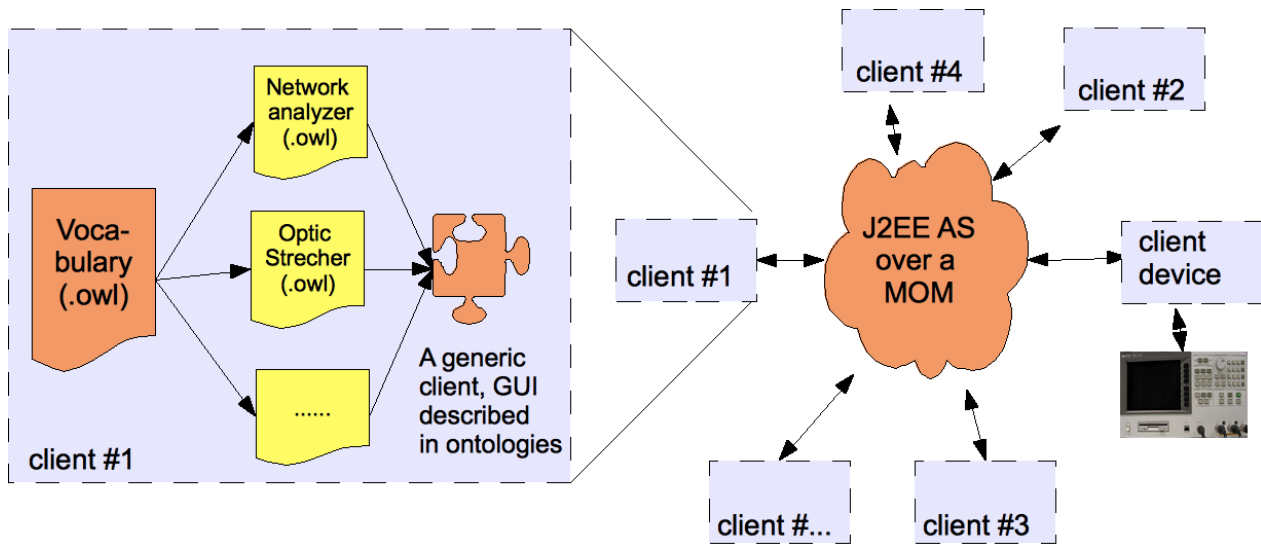 Network
analyzer
(.owl)
Voca-
bulary
(.owl)
Optic
Strecher
(.owl)
......
A generic
client, GUI
described
in ontologies
client #1
client #4
client #2
client #1
J2EE AS
over a
MOM
client
device
client #...
client #3